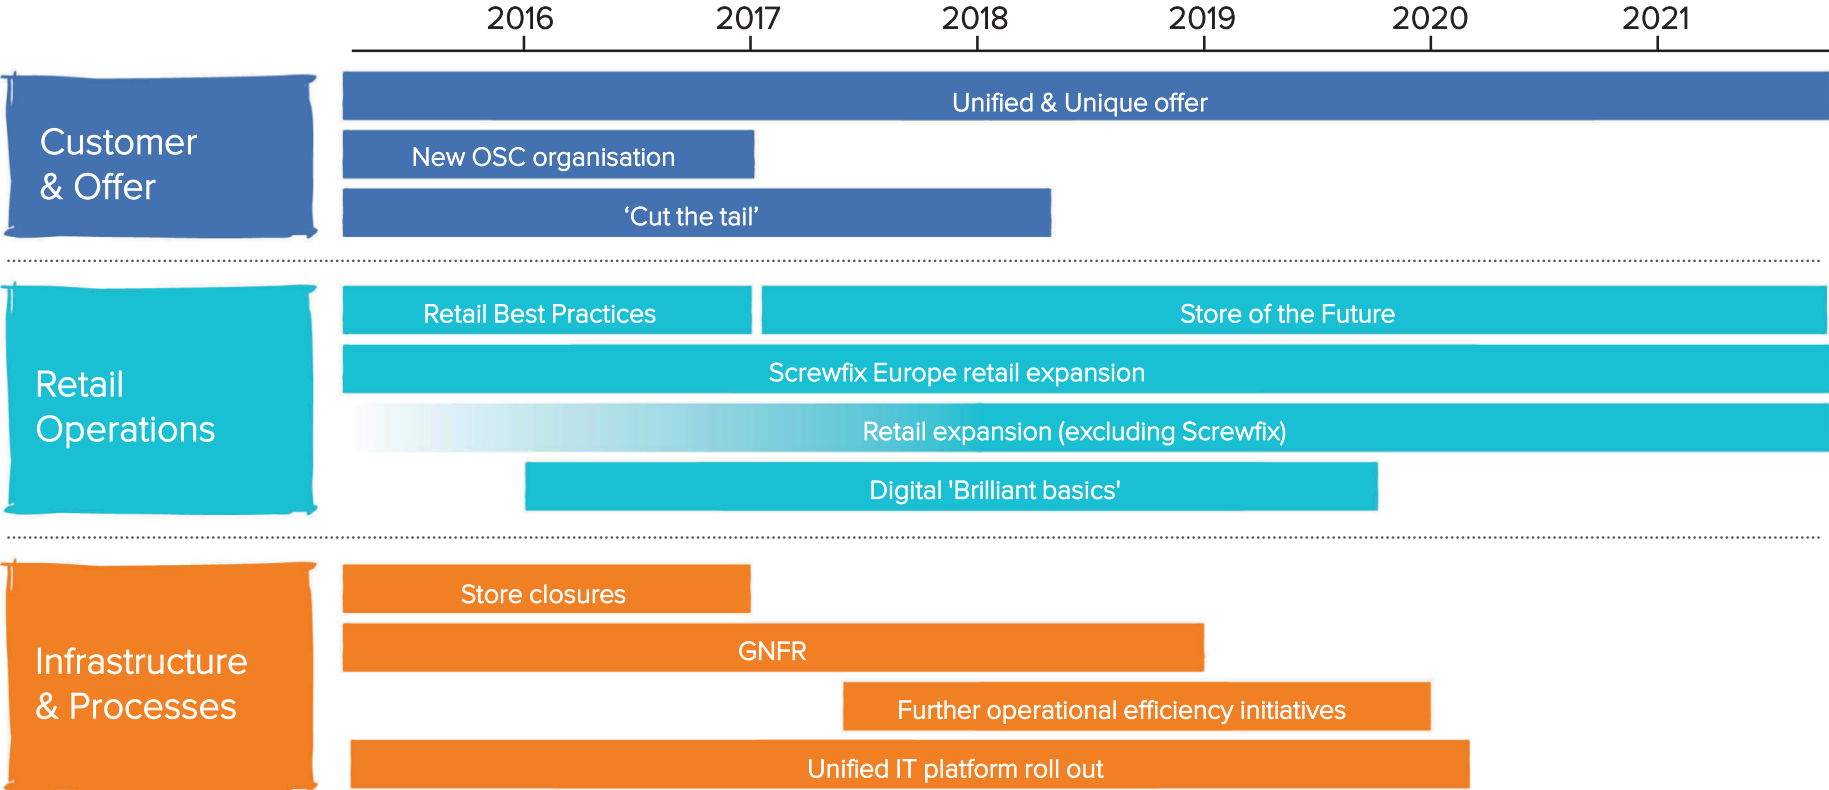 2016 2017 2018 2019 2020 2021
Customer
& Offer
Unified & Unique offer
New OSC organisation
‘Cut the tail’
Retail
Operations
Retail Best Practices
Store of the Future
Screwfix Europe retail expansion
Retail expansion (excluding Screwfix)
Digital 'Brilliant basics'
Infrastructure
& Processes
Store closures
GNFR
Further operational efficiency initiatives
Unified IT platform roll out